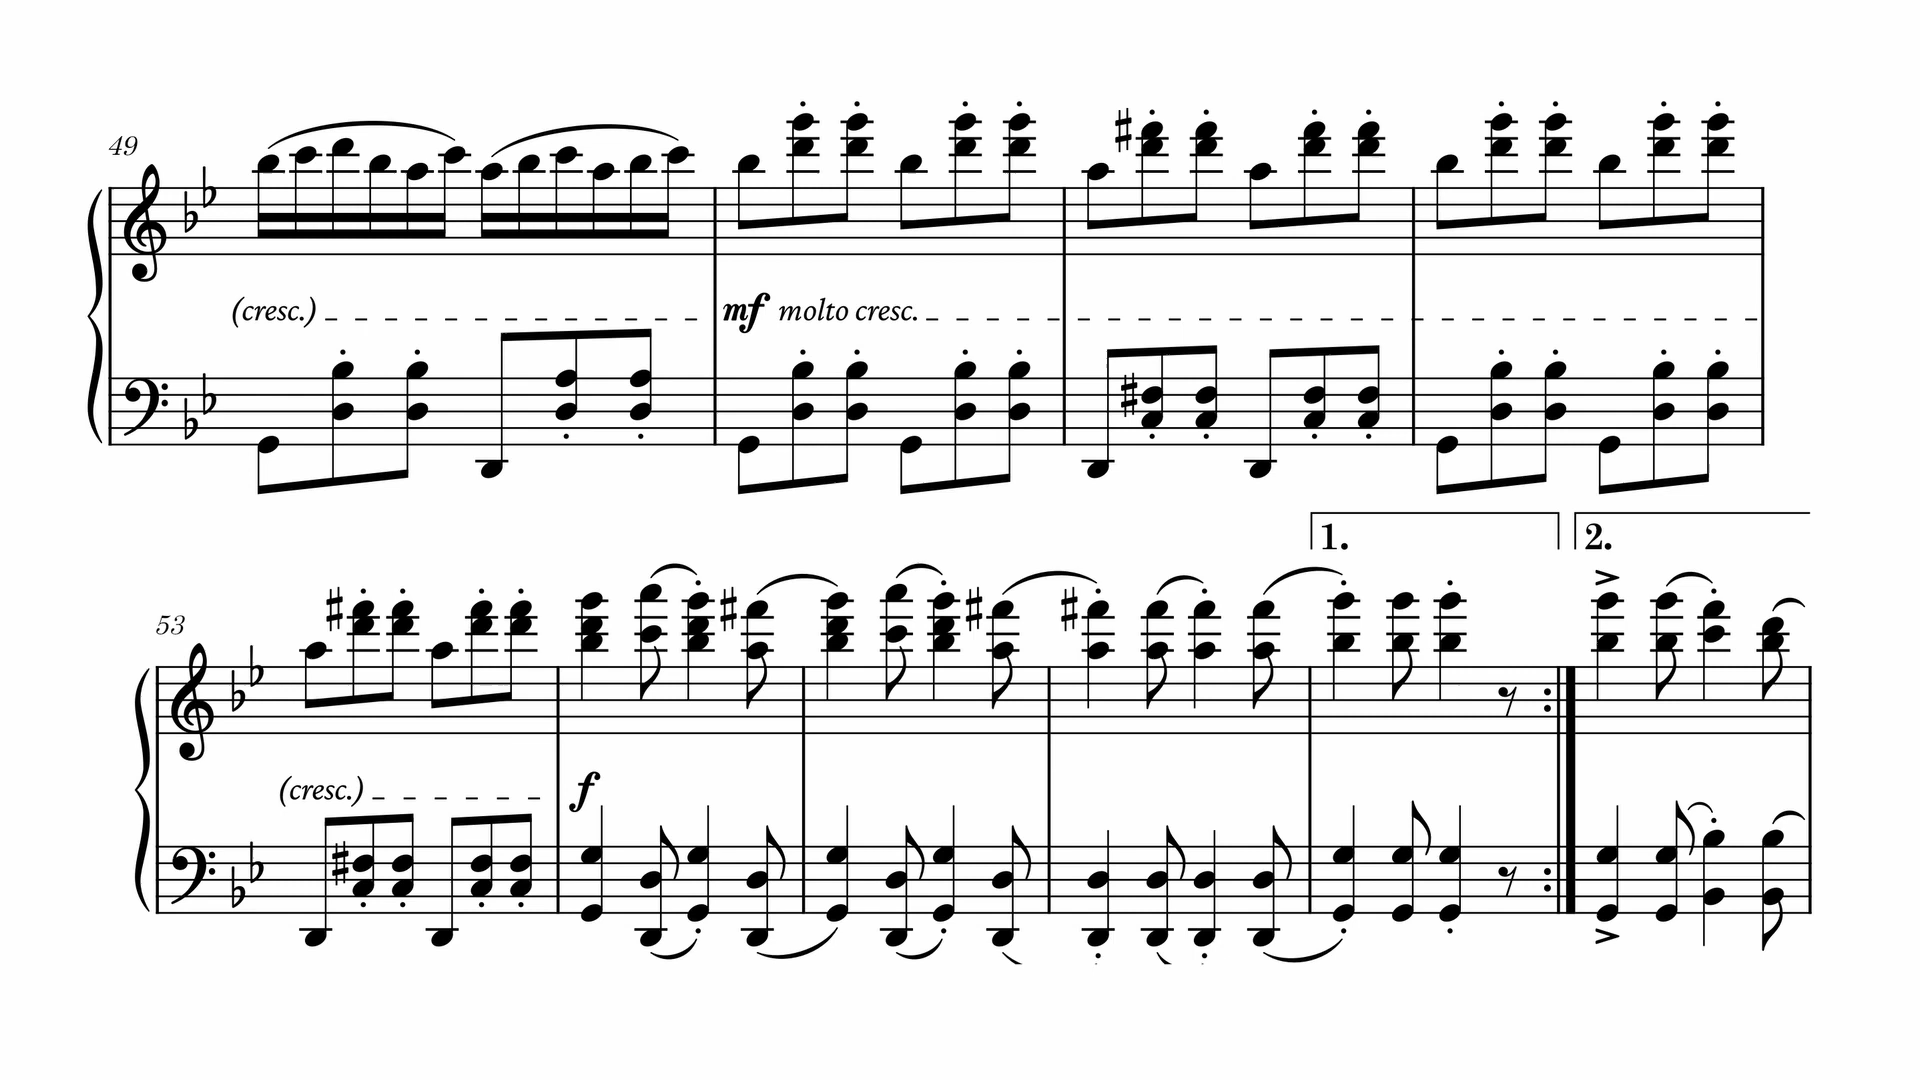 49
(cresc.) mf molto cresc.
1. 2.
53
(cresc.) f